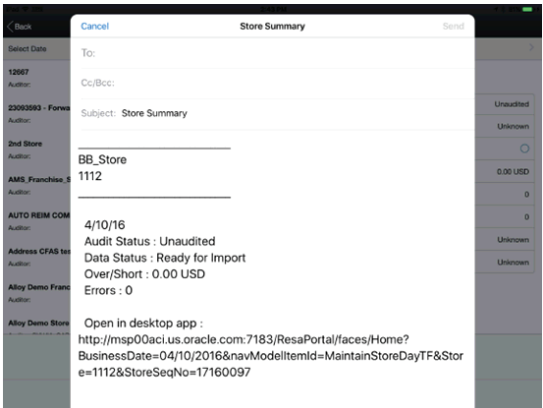 Back
Cancel
Store Summary
Send
Select Date
To:
12667
Auditor:
Cc/Bcc:
23093593 - Forwa
Auditor:
Unaudited
Subject: Store Summary
Unknown
2nd Store
Auditor:
BB_Store
1112
0.00 USD
AMS_Franchise_S
Auditor:
0
AUTO REIM COM
Auditor:
0
4/10/16
Audit Status : Unaudited
Unknown
Address CFAS tes
Auditor:
Data Status : Ready for Import
Unknown
Over/Short : 0.00 USD
Alloy Demo Franc
Auditor:
Errors : 0
Alloy Demo Store
Open in desktop app :
http://msp00aci.us.oracle.com:7183/ResaPortal/faces/Home?
BusinessDate=04/10/2016&navModelItemId=MaintainStoreDayTF&Stor
e=1112&StoreSeqNo=17160097